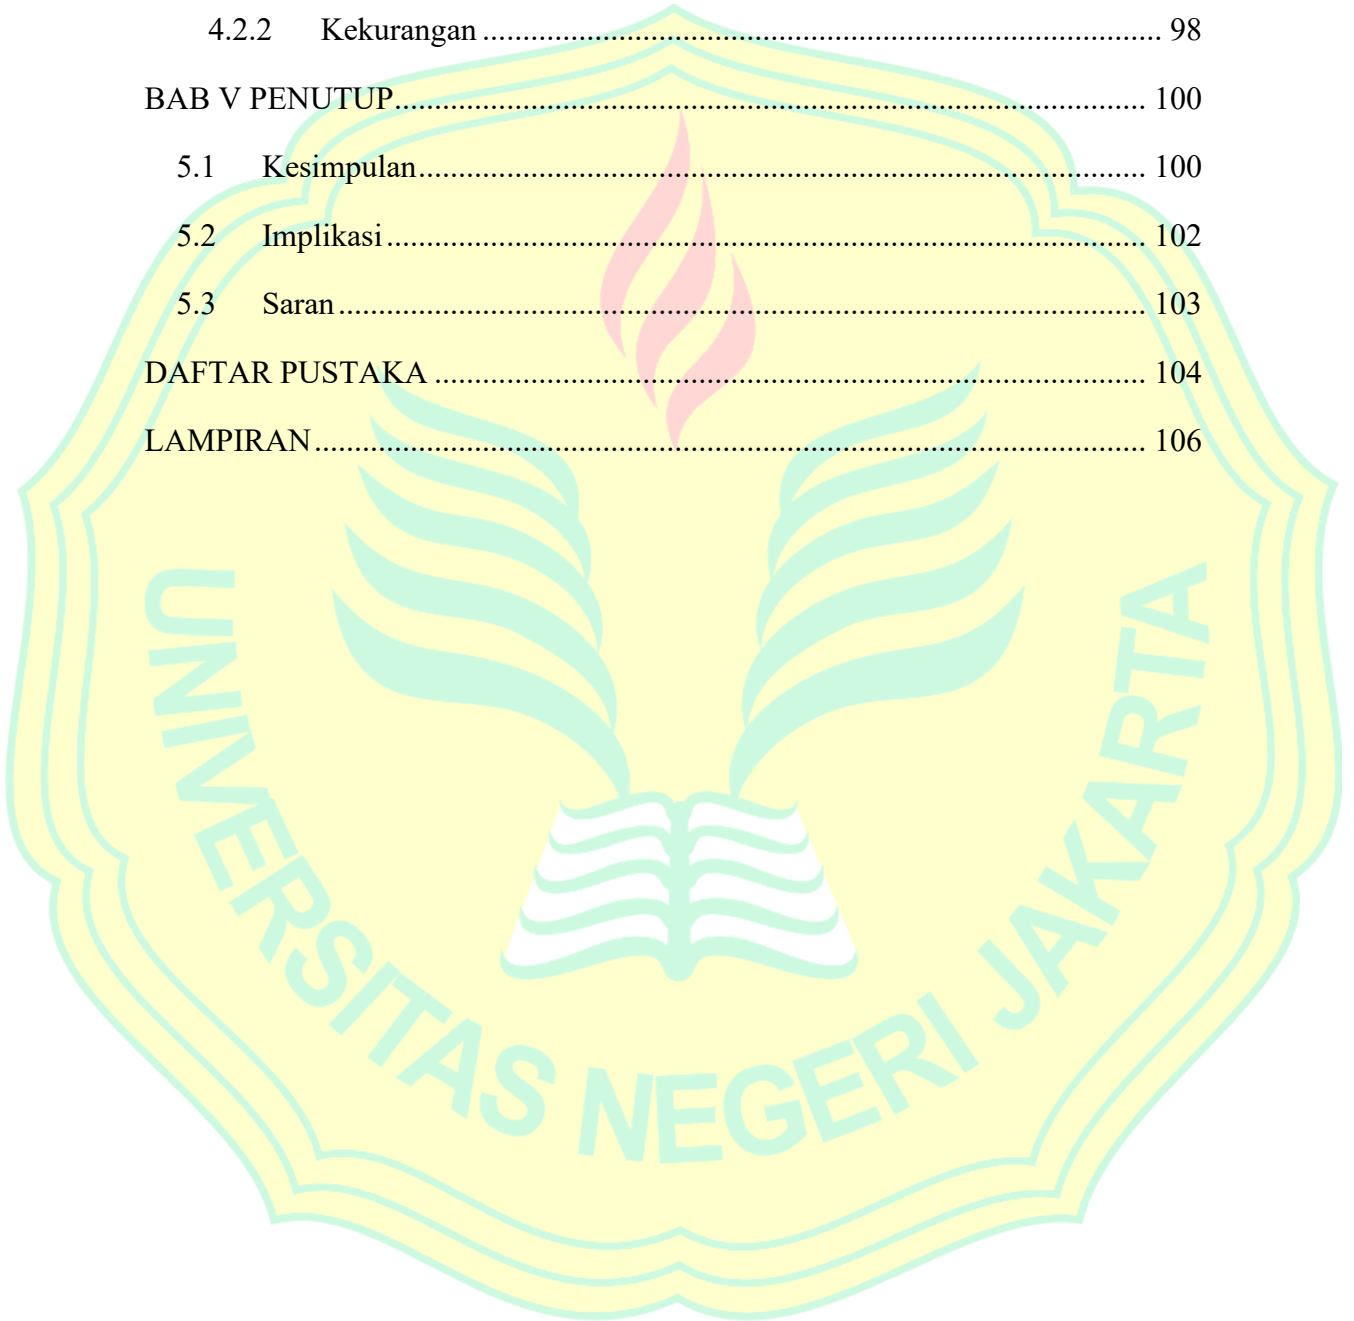 4.2.2 Kekurangan ..................................................................................... 98
BAB V PENUTUP.............................................................................................. 100
5.1 Kesimpulan........................................................................................... 100
5.2 Implikasi ............................................................................................... 102
5.3 Saran ..................................................................................................... 103
DAFTAR PUSTAKA ......................................................................................... 104
LAMPIRAN ........................................................................................................ 106
UNIVERSITAS NEGERI JAKARTA